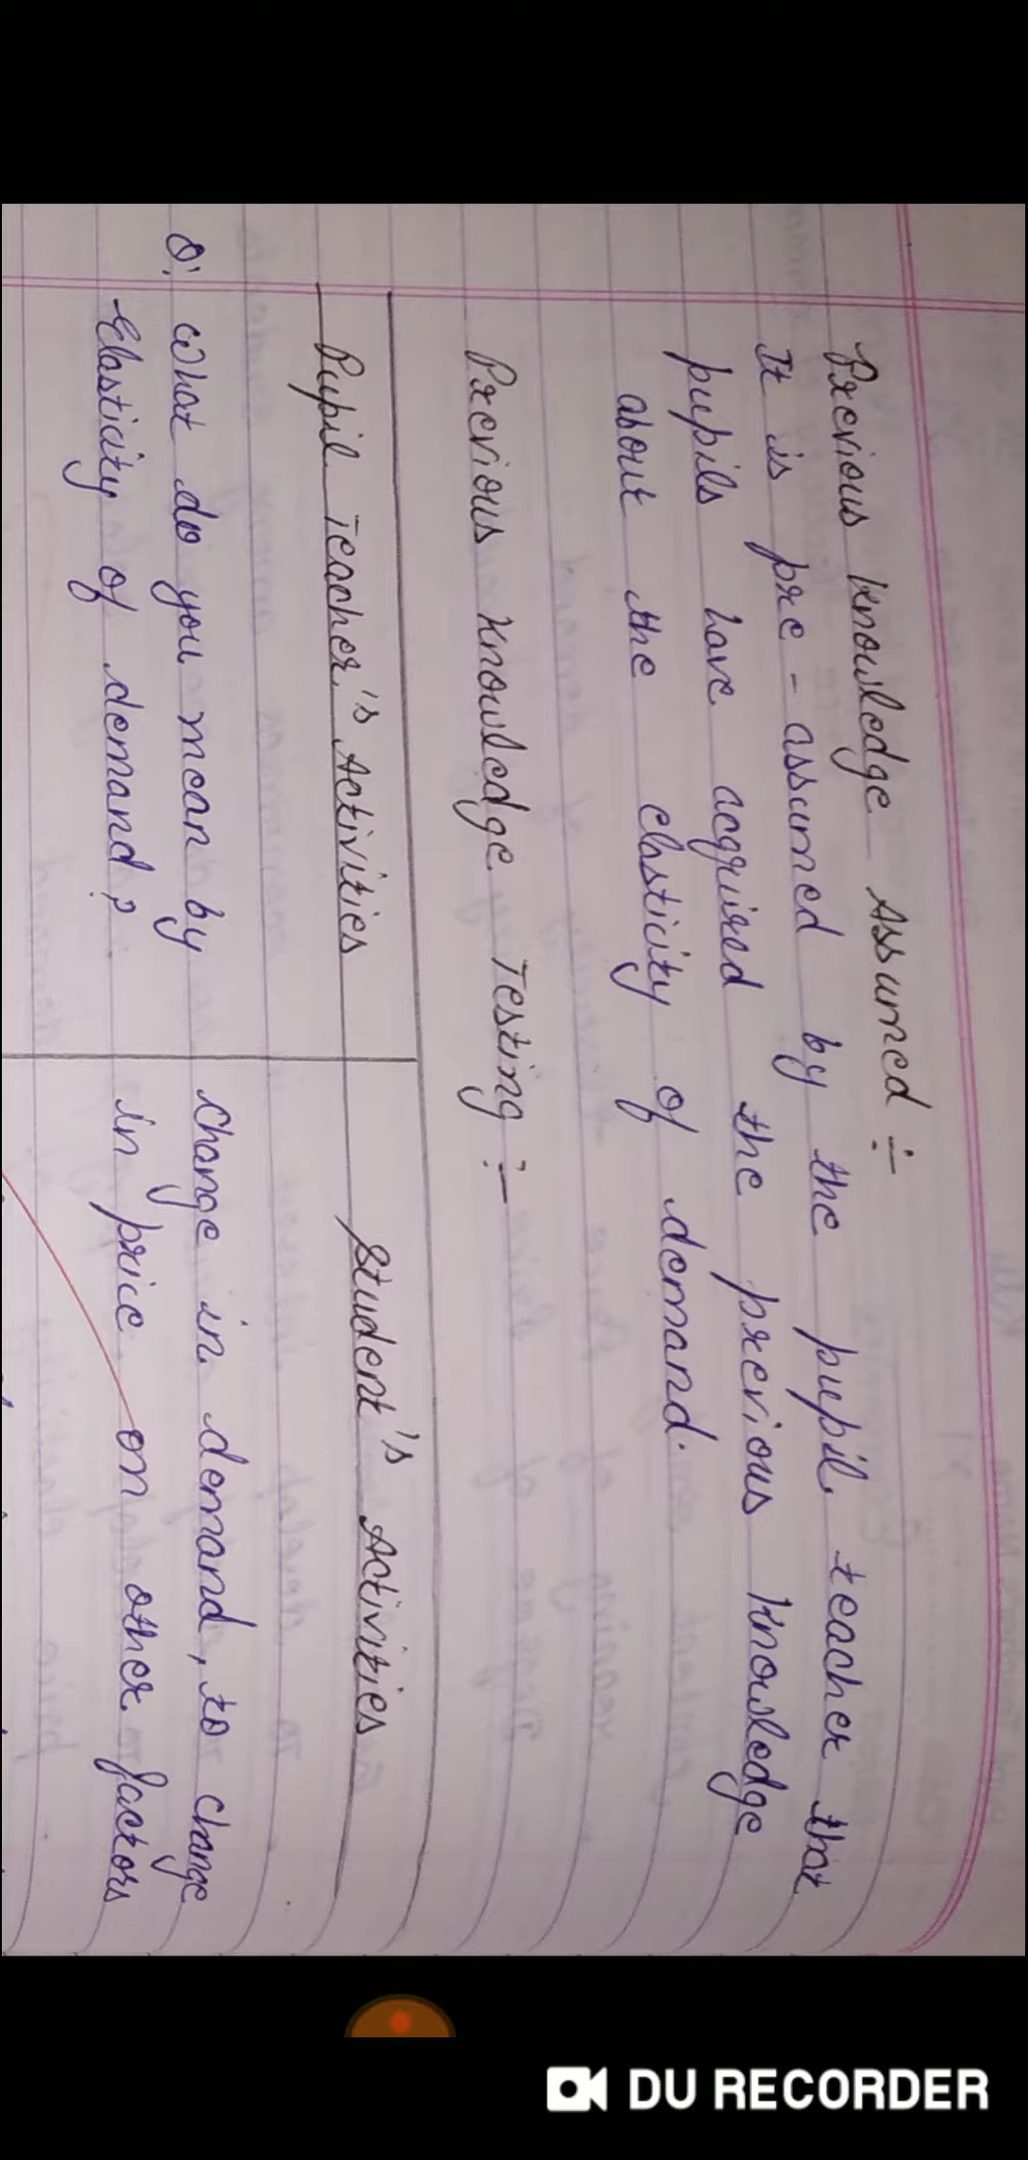 Previous Knowledge Assumed :-
It is pre-assumed by the pupil teacher that
pupils have acquired the previous knowledge
about the elasticity of demand.
Previous Knowledge Testing :-
Pupil Teacher's Activities Student's Activities
Q: What do you mean by change in demand, to change
Elasticity of demand? in price on other factors
DU RECORDER